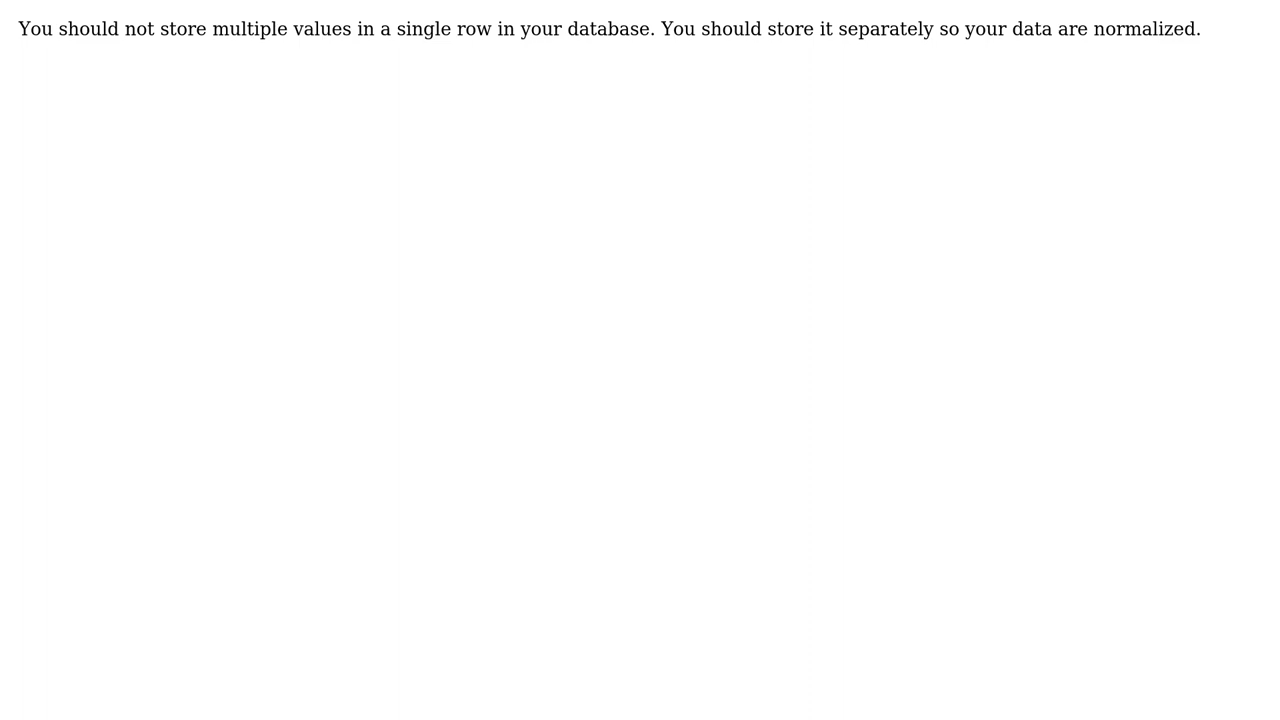 You should not store multiple values in a single row in your database. You should store it separately so your data are normalized.